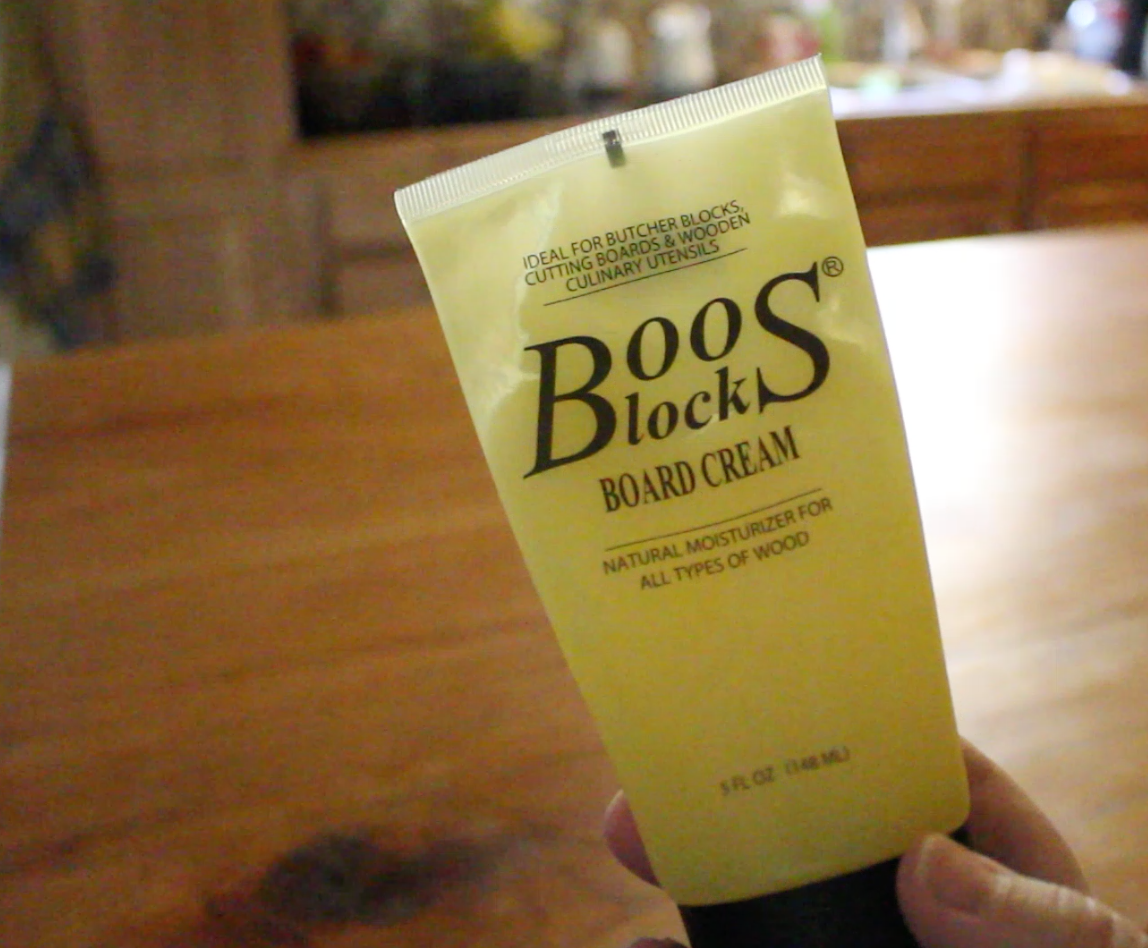 IDEAL FOR BUTCHER BLOCKS,
CUTTING BOARDS & WOODEN
CULINARY UTENSILS
BOOS®
Blocks
BOARD CREAM
NATURAL MOISTURIZER FOR
ALL TYPES OF WOOD
5 FL OZ (148 ML)